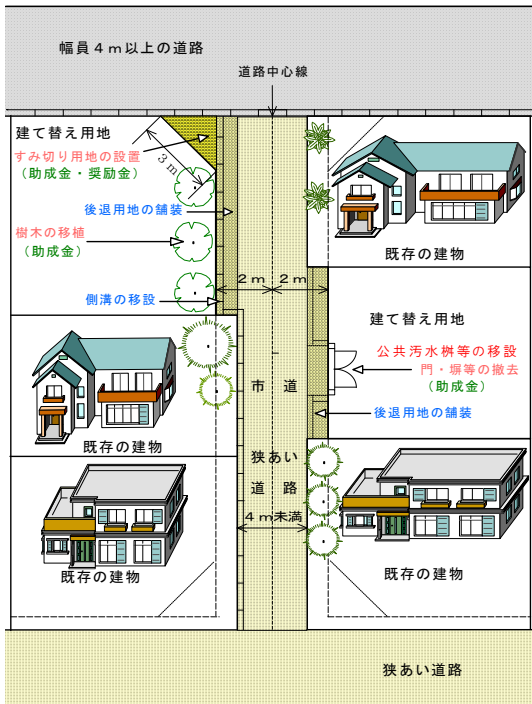 幅員４ｍ以上の道路
道路中心線
建て替え用地
すみ切り用地の設置
(助成金・奨励金)
３ｍ
後退用地の舗装
樹木の移植
(助成金)
既存の建物
２ｍ
２ｍ
側溝の移設
建て替え用地
公共汚水桝等の移設
門・塀等の撤去
(助成金)
市道
後退用地の舗装
既存の建物
狭あい
道路
４ｍ未満
既存の建物
既存の建物
狭あい道路